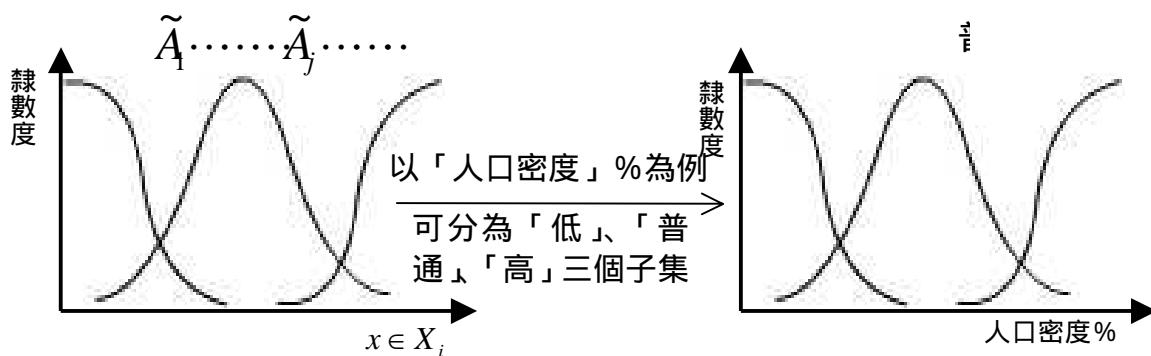 Ã₁⋯⋯⋯Ãⱼ⋯⋯
隸數度
x ∈ Xᵢ
以「人口密度」%為例
可分為「低」、「普
通」、「高」三個子集
隸數度
人口密度%